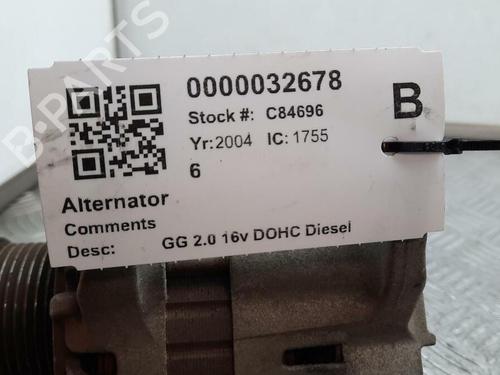 0000032678
B
Stock #: C84696
Yr:2004 IC:1755
6
Alternator
Comments
Desc: GG 2.0 16v DOHC Diesel
B-PARTS